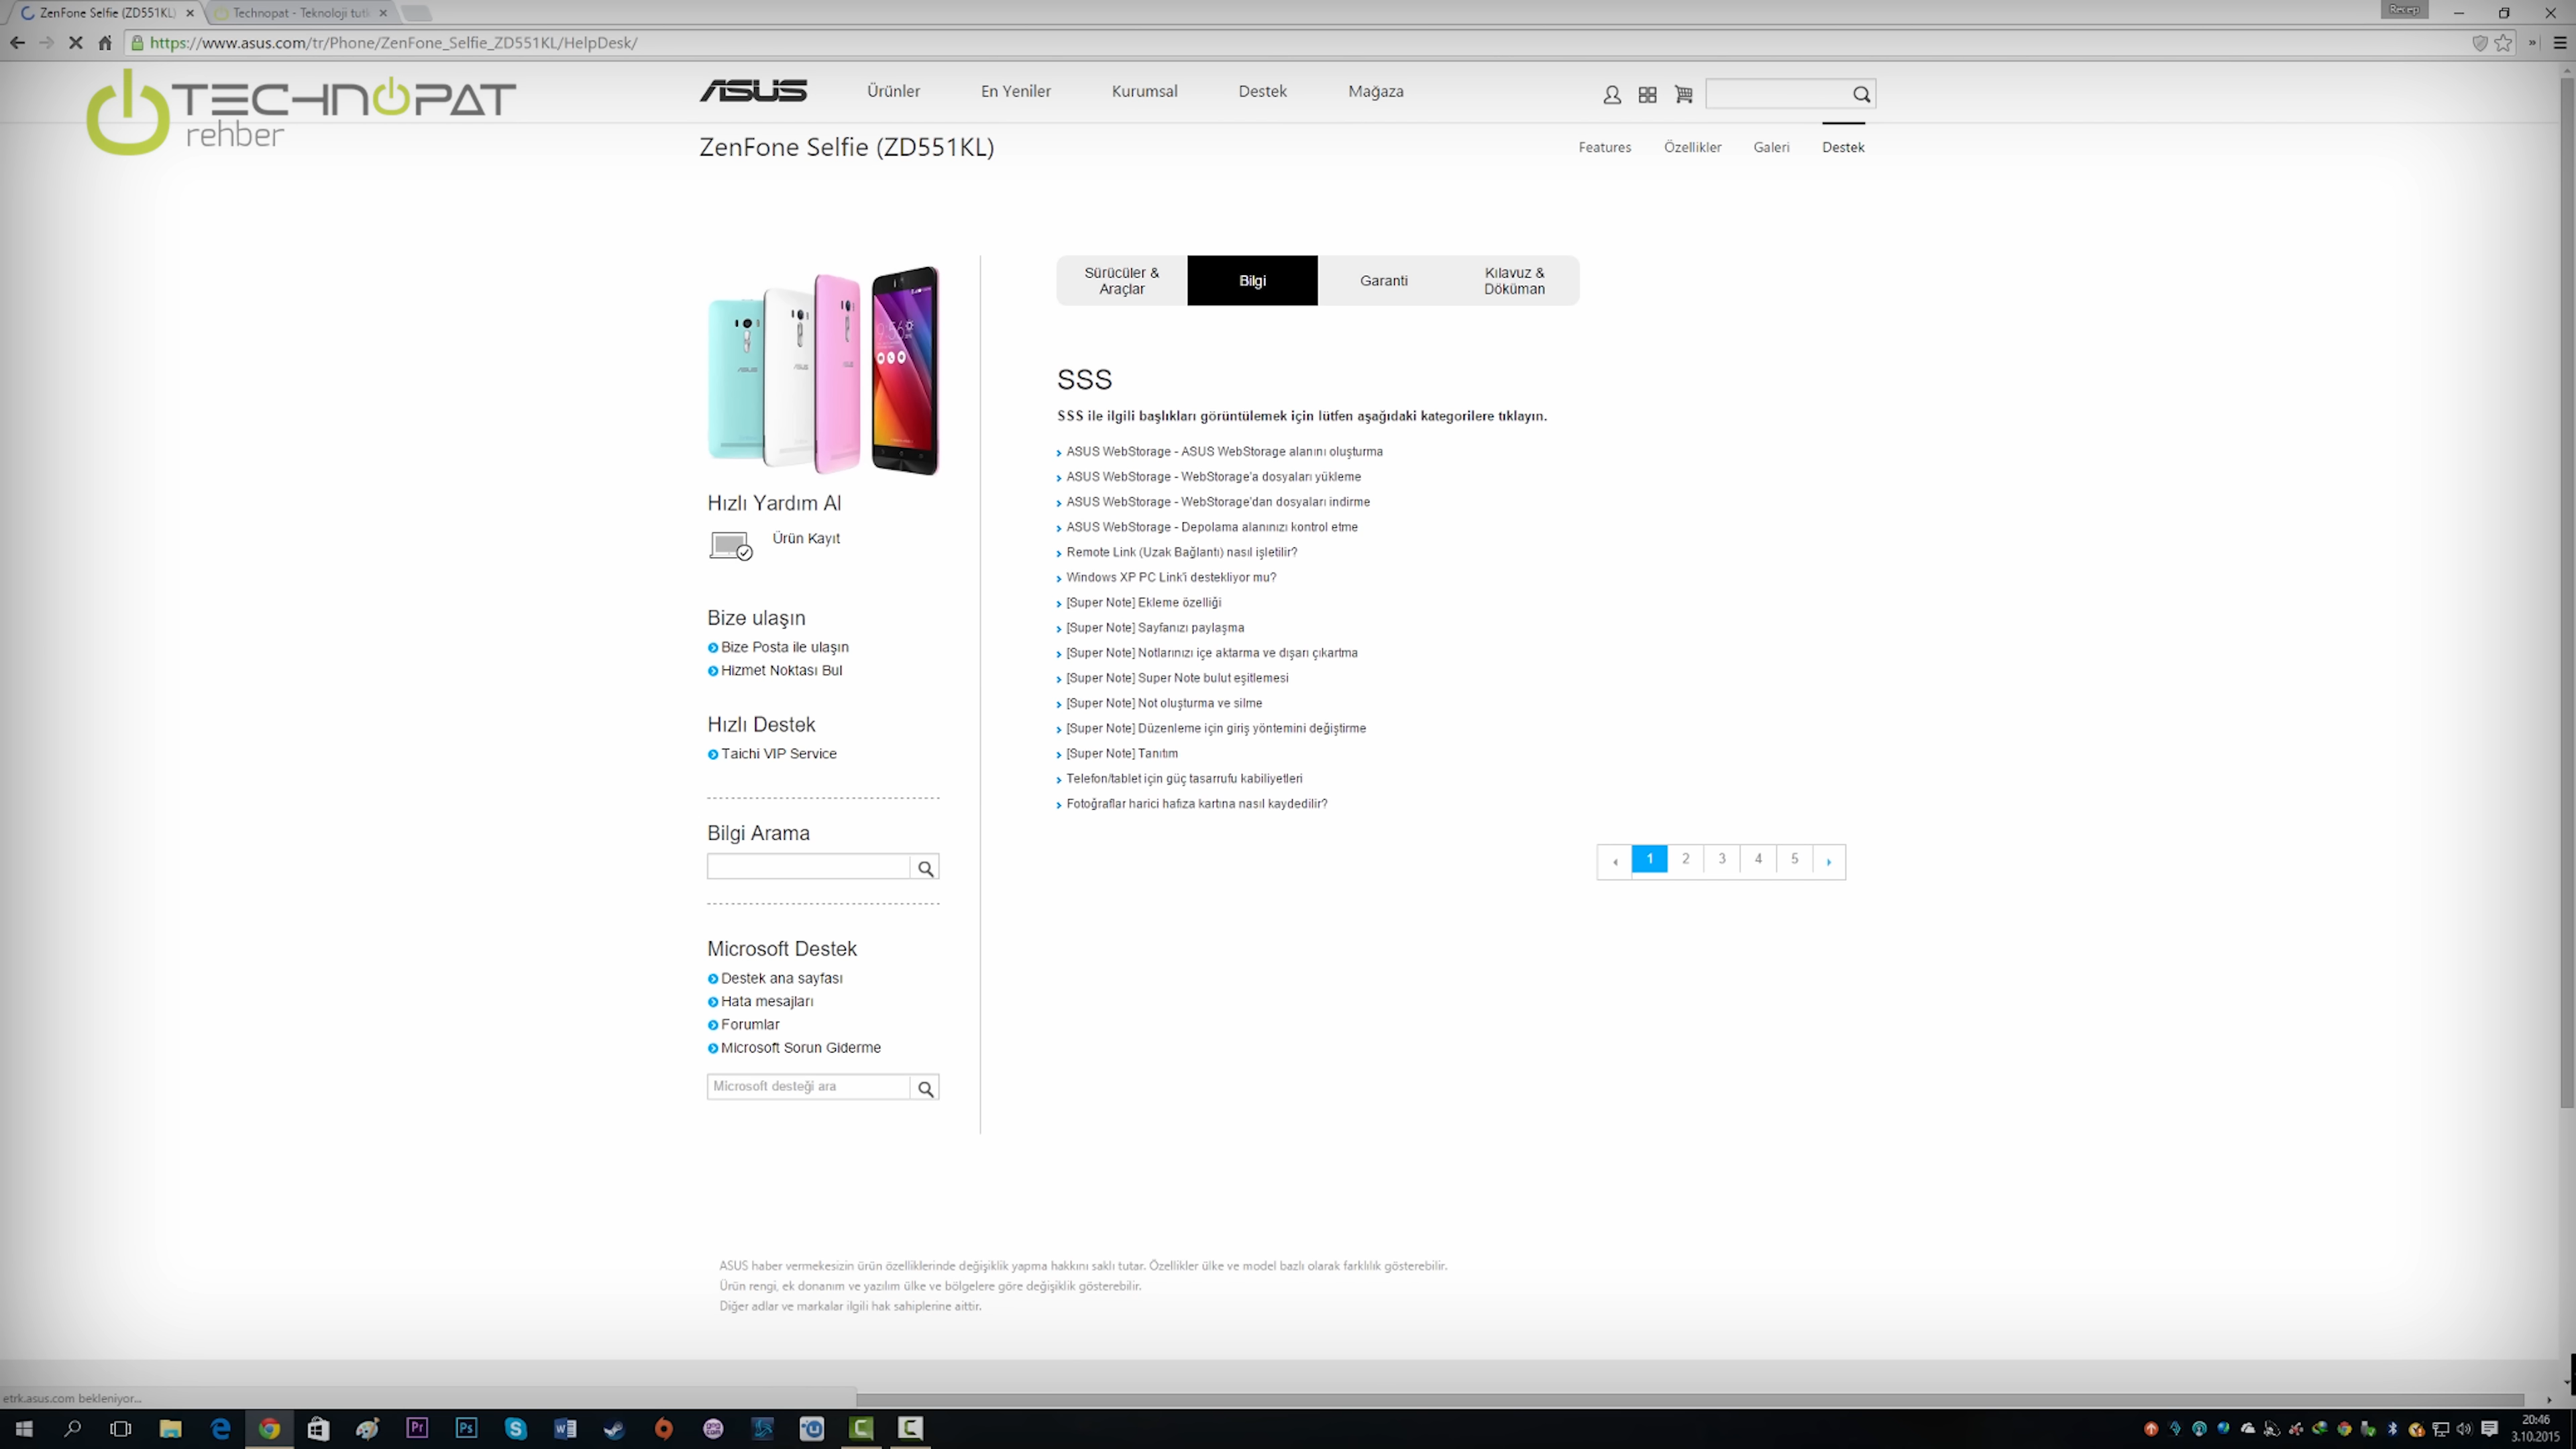 ZenFone Selfie (ZD551KL)
Technopat - Teknoloji tut
Recep
https://www.asus.com/tr/Phone/ZenFone_Selfie_ZD551KL/HelpDesk/
TECHNOPAT
rehber
ASUS
Ürünler
En Yeniler
Kurumsal
Destek
Mağaza
ZenFone Selfie (ZD551KL)
Features
Özellikler
Galeri
Destek
Sürücüler &
Araçlar
Bilgi
Garanti
Kılavuz &
Döküman
SSS
SSS ile ilgili başlıkları görüntülemek için lütfen aşağıdaki kategorilere tıklayın.
ASUS WebStorage - ASUS WebStorage alanını oluşturma
ASUS WebStorage - WebStorage'a dosyaları yükleme
ASUS WebStorage - WebStorage'dan dosyaları indirme
ASUS WebStorage - Depolama alanınızı kontrol etme
Remote Link (Uzak Bağlantı) nasıl işletilir?
Windows XP PC Link'i destekliyor mu?
[Super Note] Ekleme özelliği
[Super Note] Sayfanızı paylaşma
[Super Note] Notlarınızı içe aktarma ve dışarı çıkartma
[Super Note] Super Note bulut eşitlemesi
[Super Note] Not oluşturma ve silme
[Super Note] Düzenleme için giriş yöntemini değiştirme
[Super Note] Tanıtım
Telefon/tablet için güç tasarrufu kabiliyetleri
Fotoğraflar harici hafıza kartına nasıl kaydedilir?
1 2 3 4 5
Hızlı Yardım Al
Ürün Kayıt
Bize ulaşın
Bize Posta ile ulaşın
Hizmet Noktası Bul
Hızlı Destek
Taichi VIP Service
Bilgi Arama
Microsoft Destek
Destek ana sayfası
Hata mesajları
Forumlar
Microsoft Sorun Giderme
Microsoft desteği ara
ASUS haber vermekesizin ürün özelliklerinde değişiklik yapma hakkını saklı tutar. Özellikler ülke ve model bazlı olarak farklılık gösterebilir.
Ürün rengi, ek donanım ve yazılım ülke ve bölgelere göre değişiklik gösterebilir.
Diğer adlar ve markalar ilgili hak sahiplerine aittir.
etrk.asus.com bekleniyor...
20:46
3.10.2015